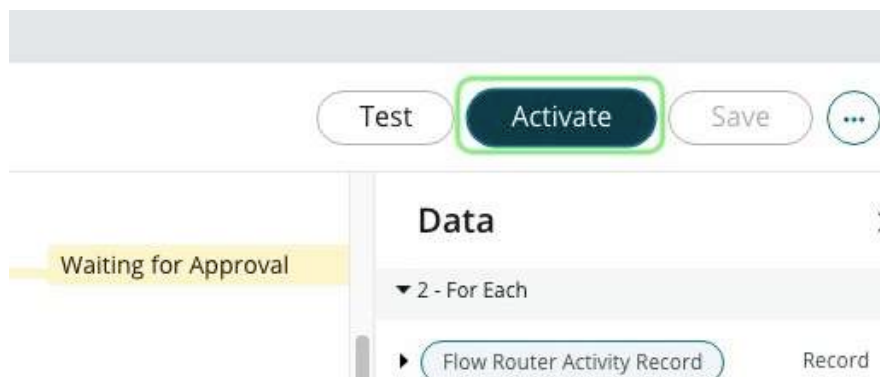 Test Activate Save ...
Data
Waiting for Approval
2 - For Each
Flow Router Activity Record Record